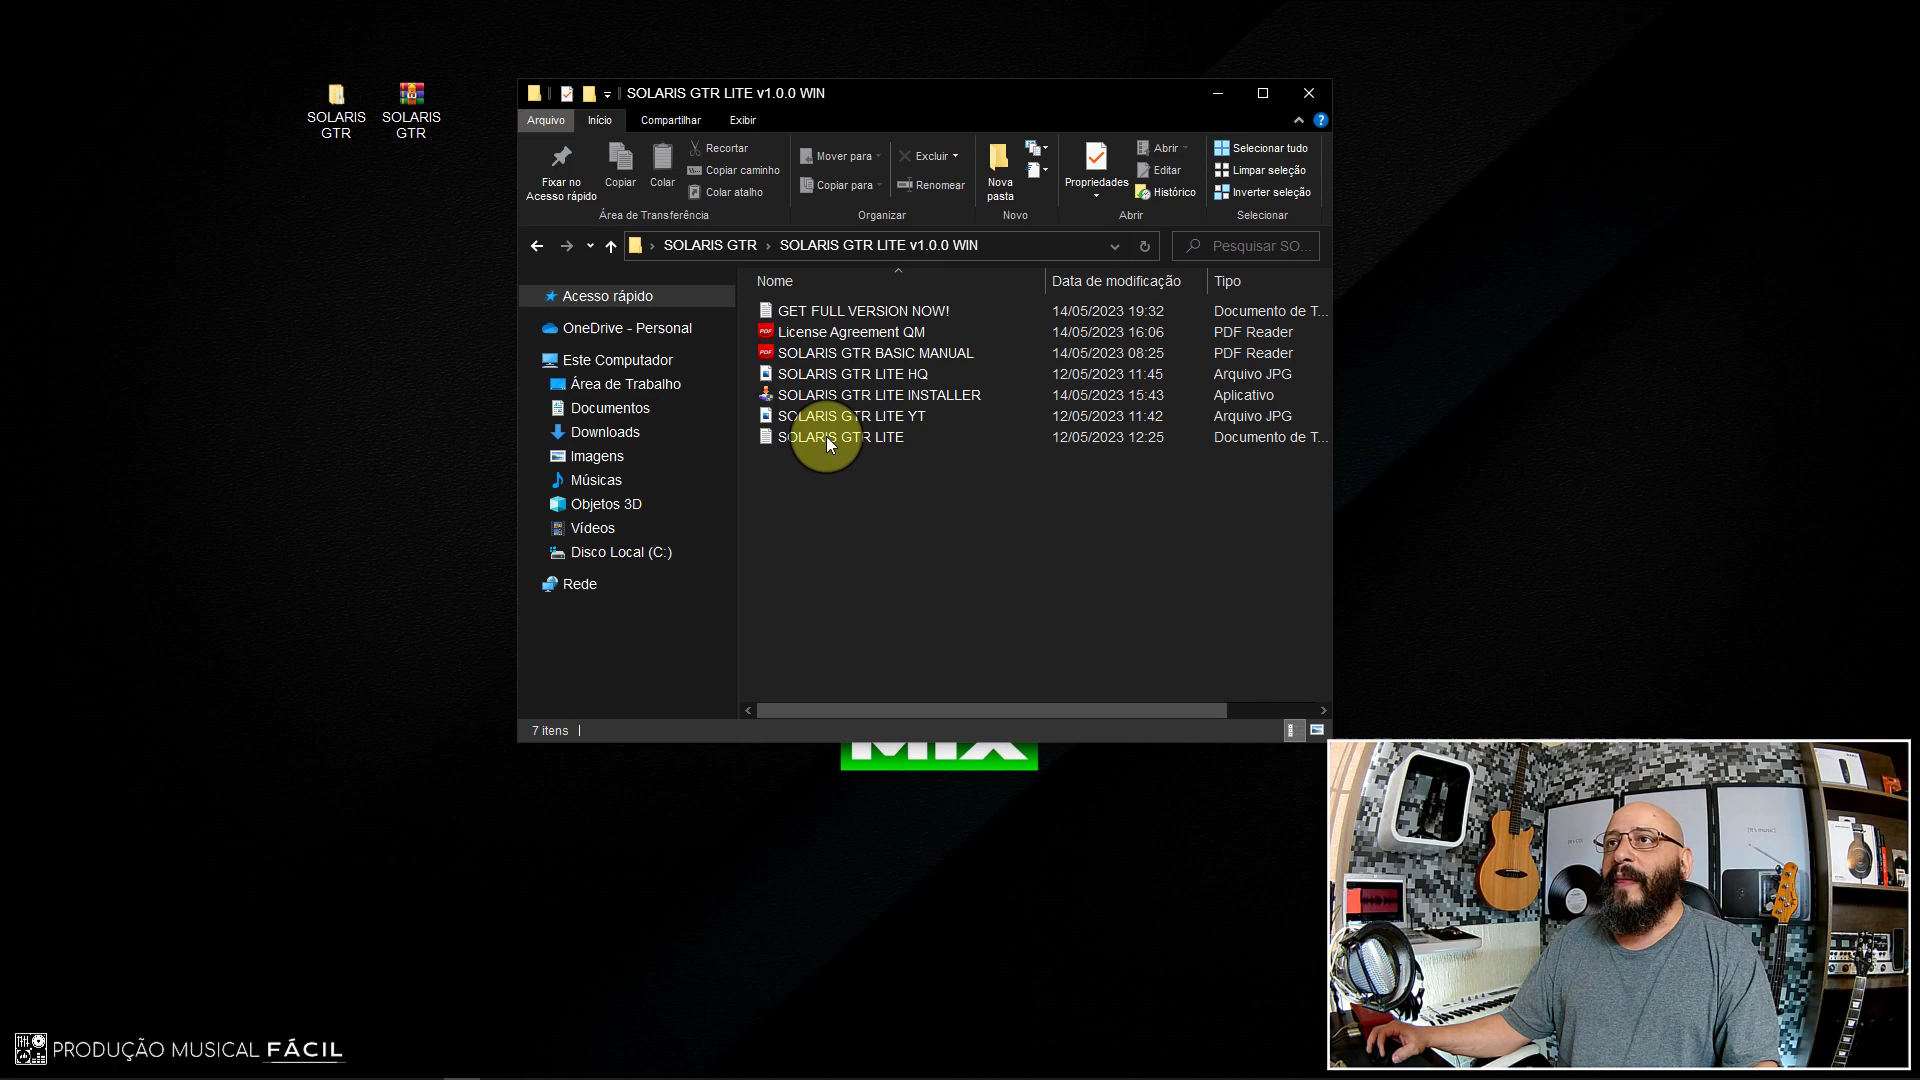 SOLARIS
GTR
SOLARIS
GTR
SOLARIS GTR LITE v1.0.0 WIN
Arquivo
Início
Compartilhar
Exibir
Fixar no
Acesso rápido
Copiar
Colar
Recortar
Copiar caminho
Colar atalho
Área de Transferência
Mover para
Copiar para
Excluir
Renomear
Organizar
Nova
pasta
Novo
Propriedades
Abrir
Editar
Histórico
Abrir
Selecionar tudo
Limpar seleção
Inverter seleção
Selecionar
SOLARIS GTR
SOLARIS GTR LITE v1.0.0 WIN
Pesquisar SO...
Acesso rápido
OneDrive - Personal
Este Computador
Área de Trabalho
Documentos
Downloads
Imagens
Músicas
Objetos 3D
Vídeos
Disco Local (C:)
Rede
Nome Data de modificação Tipo
GET FULL VERSION NOW! 14/05/2023 19:32 Documento de T...
PDF License Agreement QM 14/05/2023 16:06 PDF Reader
PDF SOLARIS GTR BASIC MANUAL 14/05/2023 08:25 PDF Reader
SOLARIS GTR LITE HQ 12/05/2023 11:45 Arquivo JPG
SOLARIS GTR LITE INSTALLER 14/05/2023 15:43 Aplicativo
SOLARIS GTR LITE YT 12/05/2023 11:42 Arquivo JPG
SOLARIS GTR LITE 12/05/2023 12:25 Documento de T...
7 itens
MIX
PRODUÇÃO MUSICAL FÁCIL